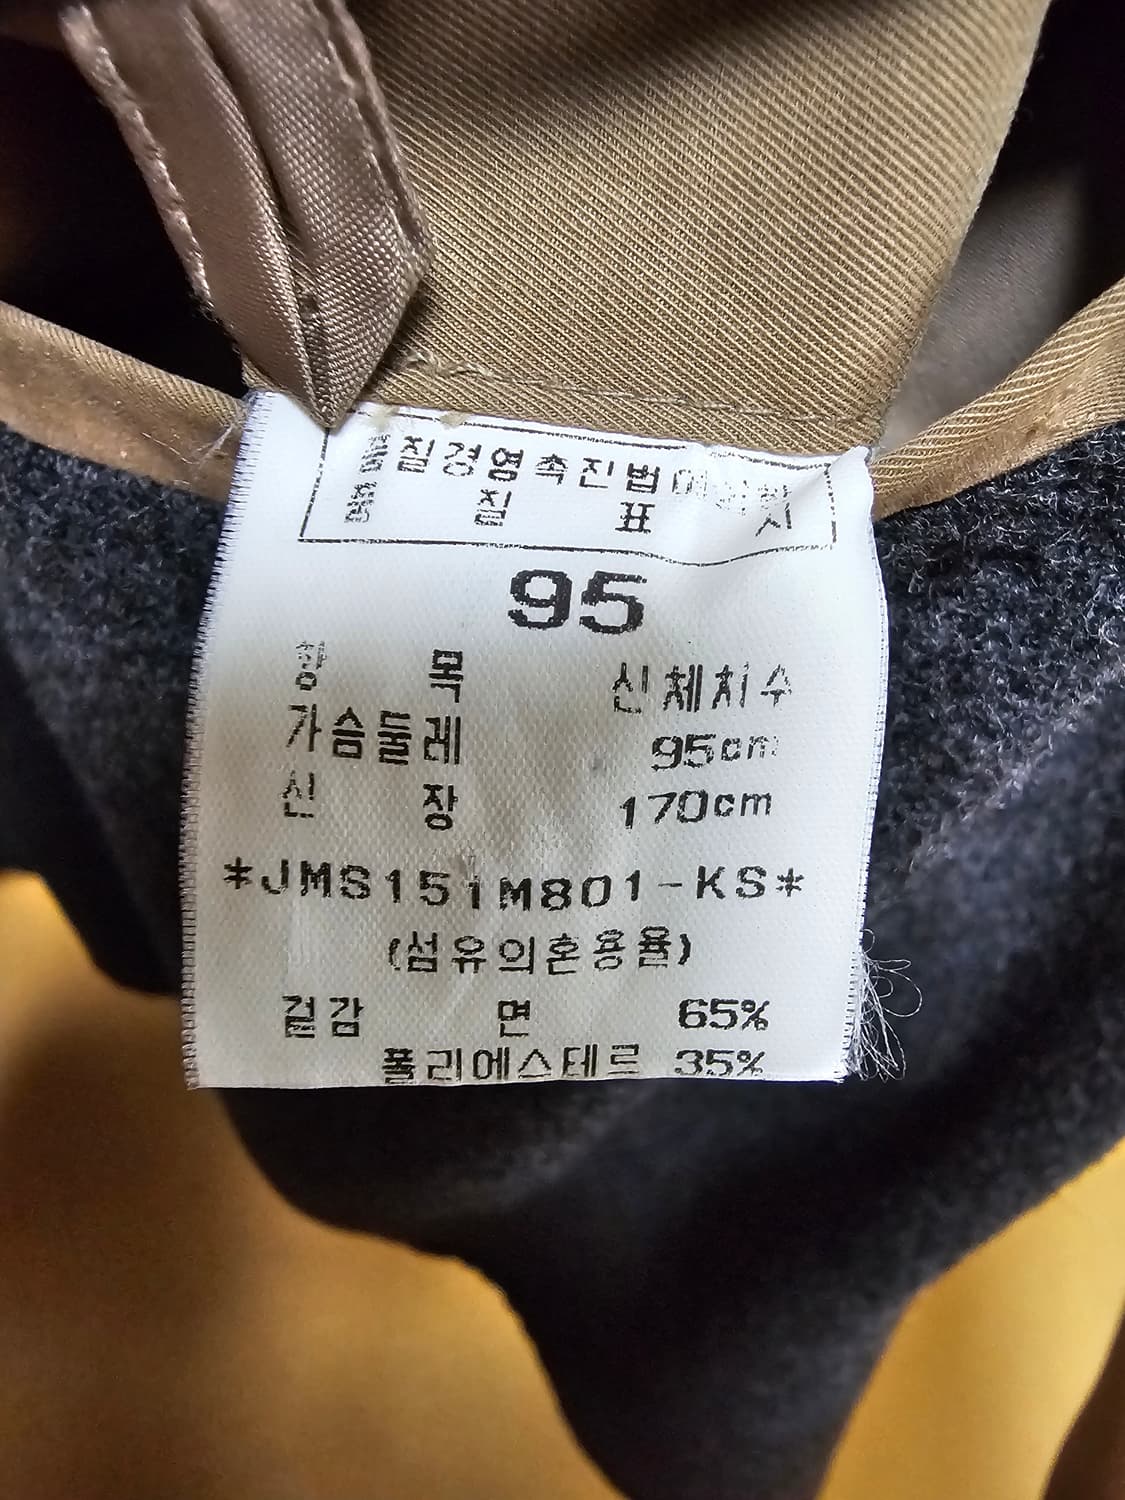 품질경영촉진법에의한
품 질 표 시
95
항 목 신체치수
가슴둘레 95cm
신 장 170cm
*JMS151M801-KS*
(섬유의혼용율)
겉감 면 65%
폴리에스테르 35%